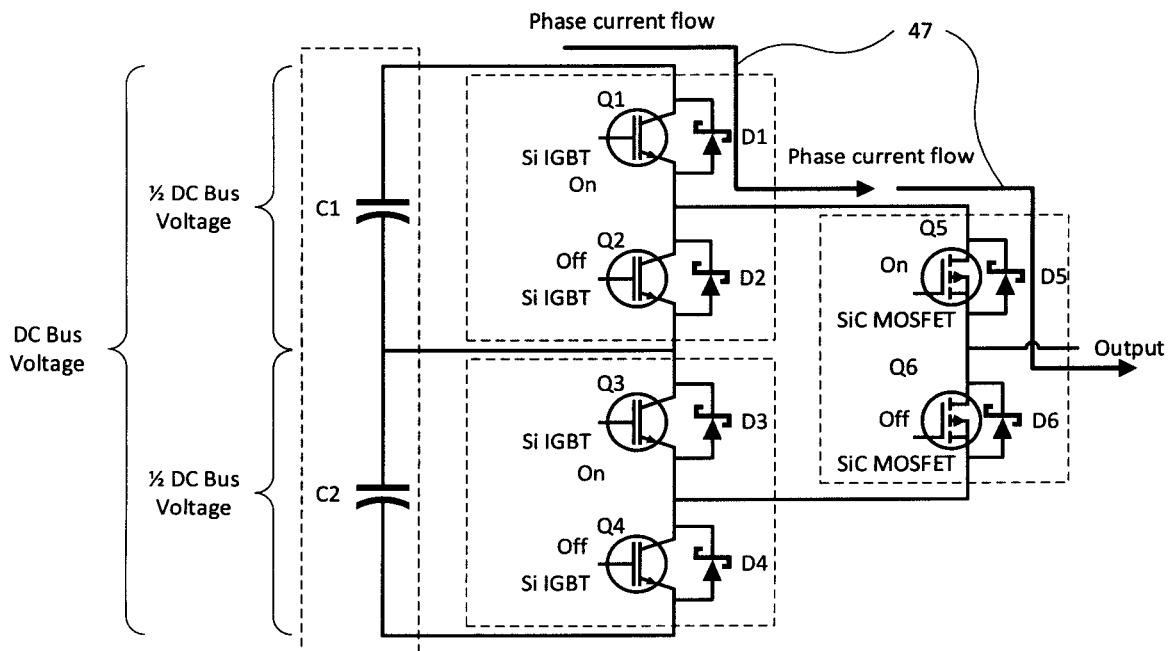 Phase current flow
47
Q1
D1
Si IGBT
On
Phase current flow
½ DC Bus
Voltage
C1
Q2
Off
D2
Si IGBT
Q5
On
D5
SiC MOSFET
DC Bus
Voltage
Output
Q6
Q3
D3
Off
D6
Si IGBT
SiC MOSFET
On
½ DC Bus
Voltage
C2
Q4
Off
D4
Si IGBT